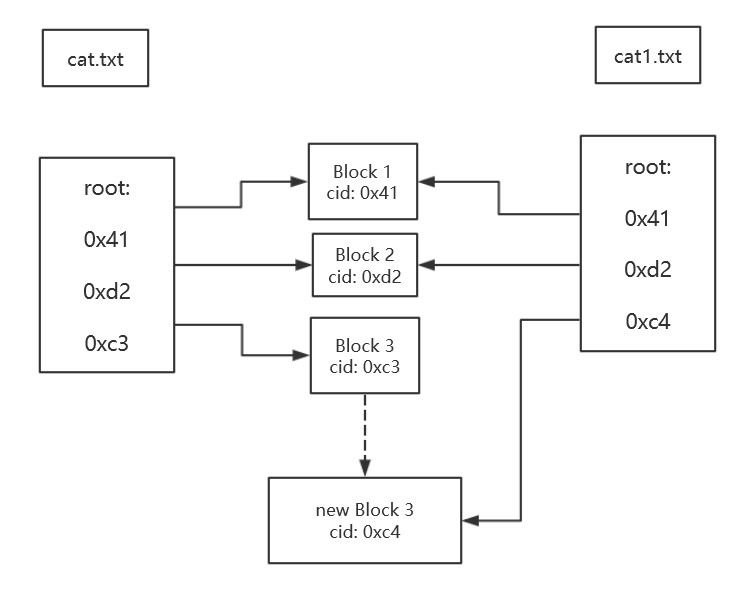 cat.txt
cat1.txt
root:
0x41
0xd2
0xc3
Block 1
cid: 0x41
Block 2
cid: 0xd2
Block 3
cid: 0xc3
new Block 3
cid: 0xc4
root:
0x41
0xd2
0xc4